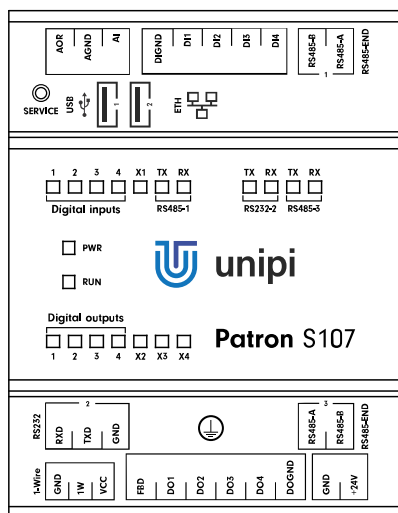 AOR AGND AI DIGND DI1 DI2 DI3 DI4 RS485-B RS485-A RS485-END
1
SERVICE USB 1 2 ETH
1 2 3 4 X1 TX RX TX RX TX RX
Digital inputs RS485-1 RS232-2 RS485-3
PWR
unipi
RUN
Digital outputs
Patron S107
1 2 3 4 X2 X3 X4
2 3
RS232 RXD TXD GND RS485-A RS485-B RS485-END
1-Wire GND 1W VCC FBD DO1 DO2 DO3 DO4 DOGND GND +24V